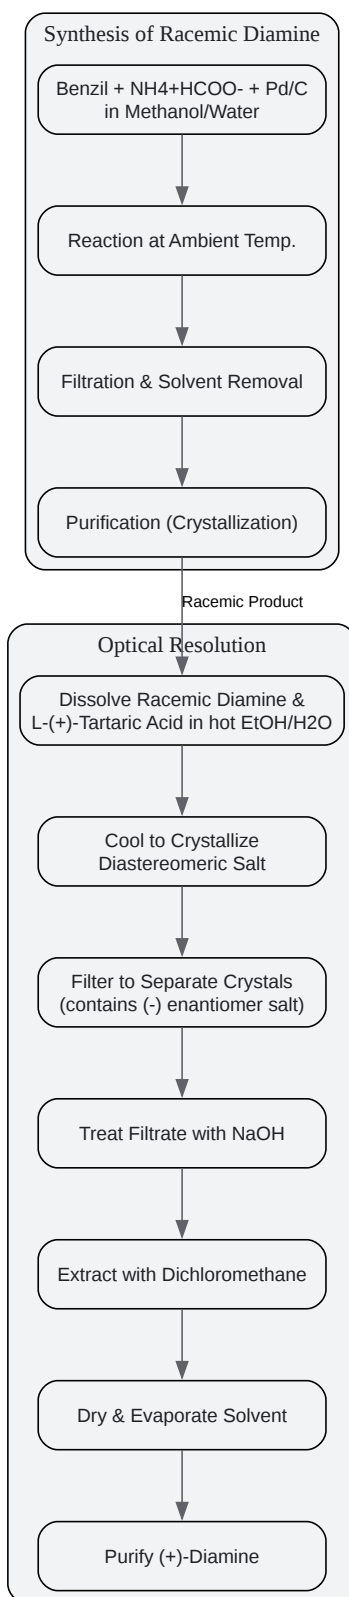 Synthesis of Racemic Diamine
Benzil + NH4+HCOO- + Pd/C
in Methanol/Water
Reaction at Ambient Temp.
Filtration & Solvent Removal
Purification (Crystallization)
Racemic Product
Optical Resolution
Dissolve Racemic Diamine &
L-(+)-Tartaric Acid in hot EtOH/H2O
Cool to Crystallize
Diastereomeric Salt
Filter to Separate Crystals
(contains (-) enantiomer salt)
Treat Filtrate with NaOH
Extract with Dichloromethane
Dry & Evaporate Solvent
Purify (+)-Diamine